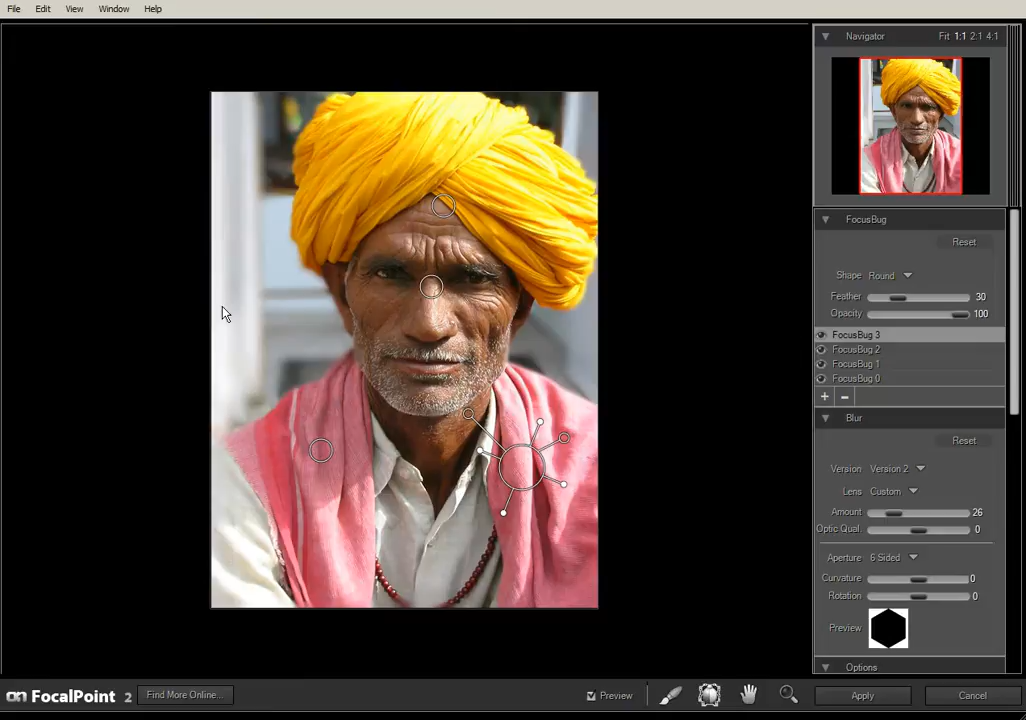 File Edit View Window Help
Navigator Fit 1:1 2:1 4:1
FocusBug
Reset
Shape Round
Feather 30
Opacity 100
FocusBug 3
FocusBug 2
FocusBug 1
FocusBug 0
+ -
Blur
Reset
Version Version 2
Lens Custom
Amount 26
Optic Qual. 0
Aperture 6 Sided
Curvature 0
Rotation 0
Preview
Options
on FocalPoint 2 Find More Online... Preview Apply Cancel